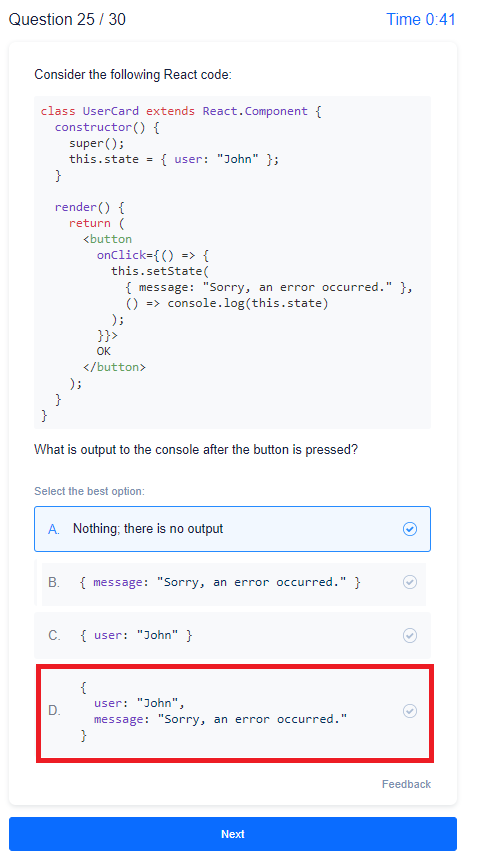 Question 25 / 30 Time 0:41
Consider the following React code:
class UserCard extends React.Component {
  constructor() {
    super();
    this.state = { user: "John" };
  }

  render() {
    return (
      <button
        onClick={() => {
          this.setState(
            { message: "Sorry, an error occurred." },
            () => console.log(this.state)
          );
        }}>
        OK
      </button>
    );
  }
}
What is output to the console after the button is pressed?
Select the best option:
A. Nothing; there is no output
B. { message: "Sorry, an error occurred." }
C. { user: "John" }
D. {
  user: "John",
  message: "Sorry, an error occurred."
}
Feedback
Next